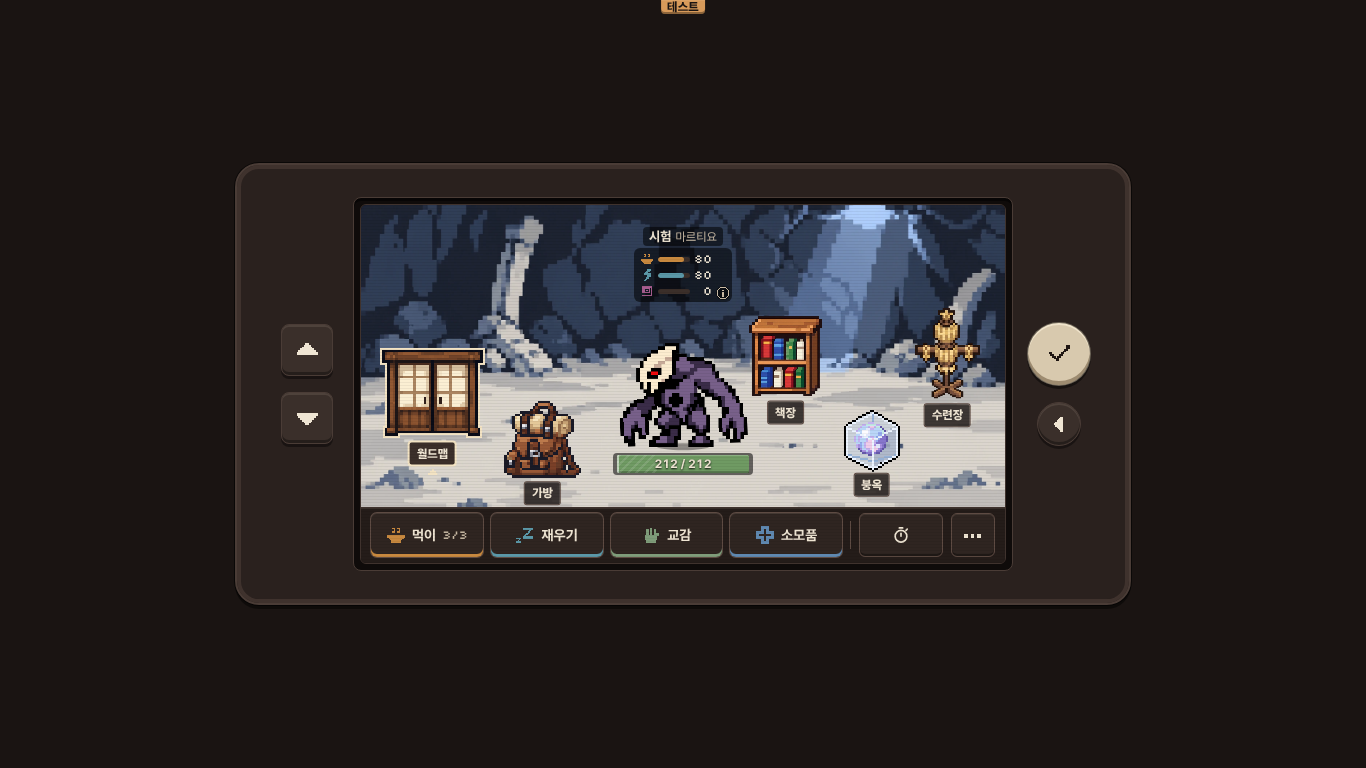 테스트
시험 마르티요
80
80
0
책장
수련장
월드맵
212 / 212
붕옥
가방
먹이 3/3
재우기
교감
소모품